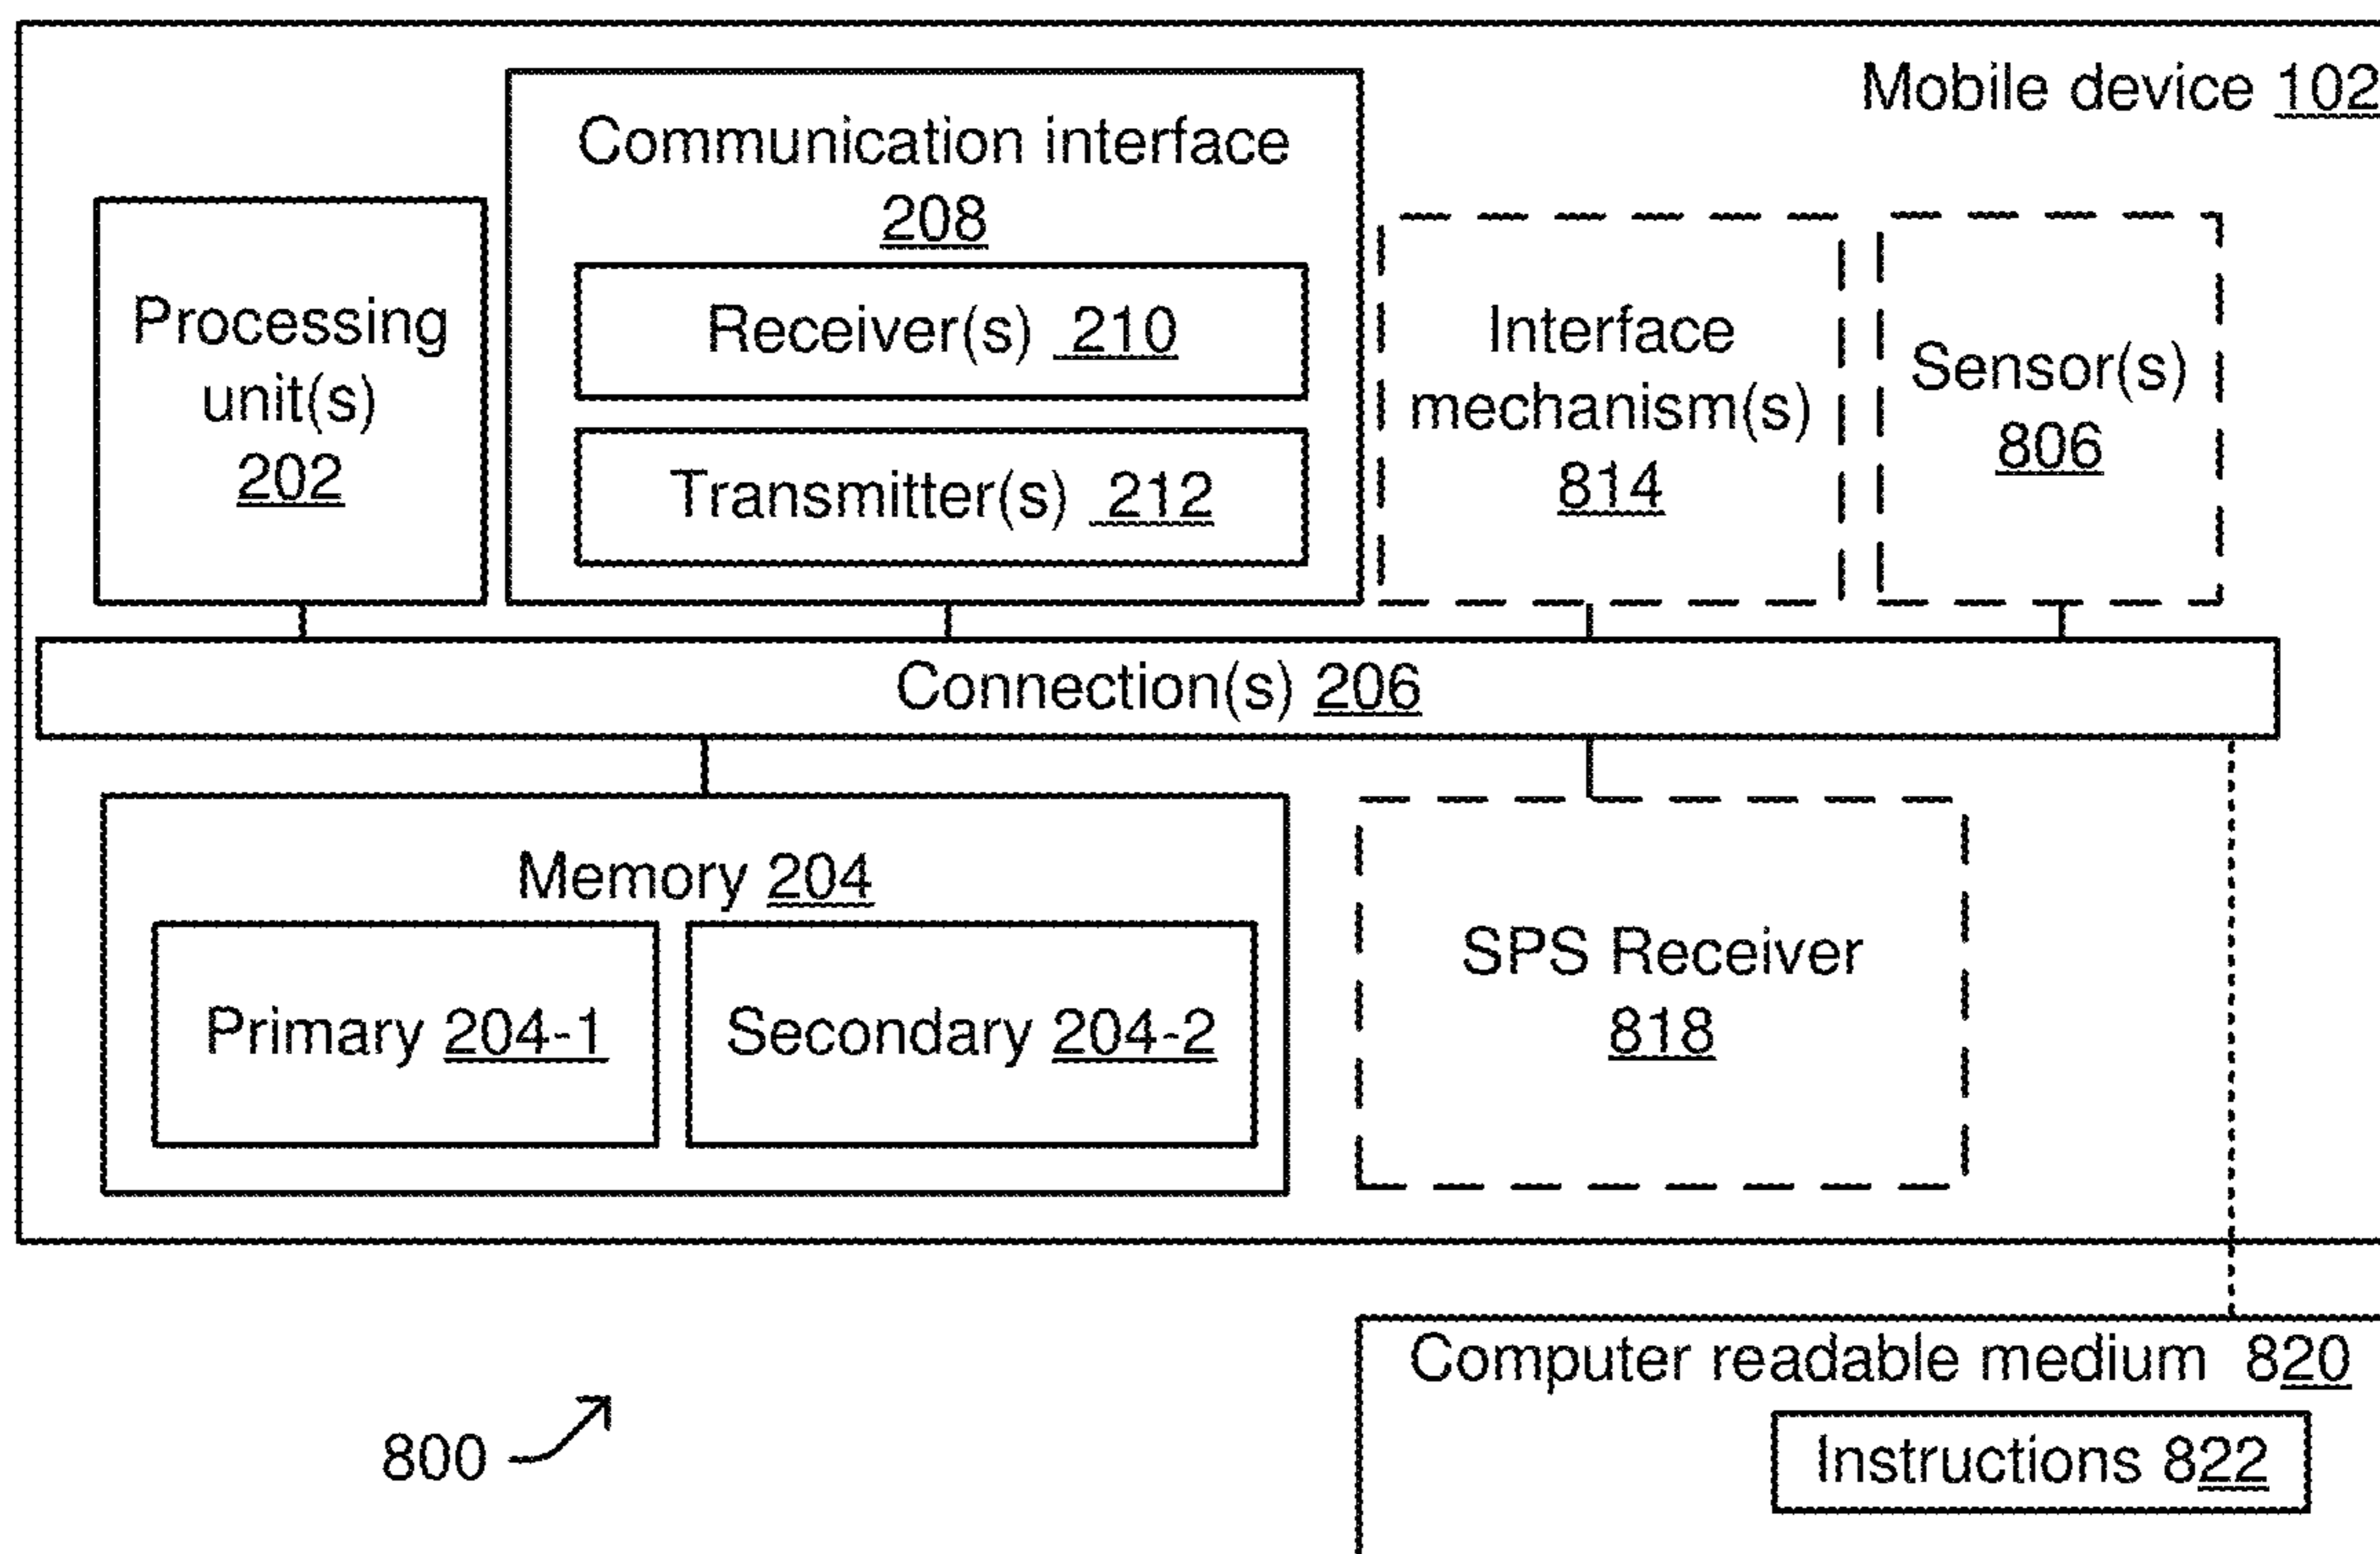 Mobile device 102
Communication interface
208
Receiver(s) 210
Transmitter(s) 212
Processing
unit(s)
202
Interface
mechanism(s)
814
Sensor(s)
806
Connection(s) 206
Memory 204
Primary 204-1
Secondary 204-2
SPS Receiver
818
Computer readable medium 820
Instructions 822
800